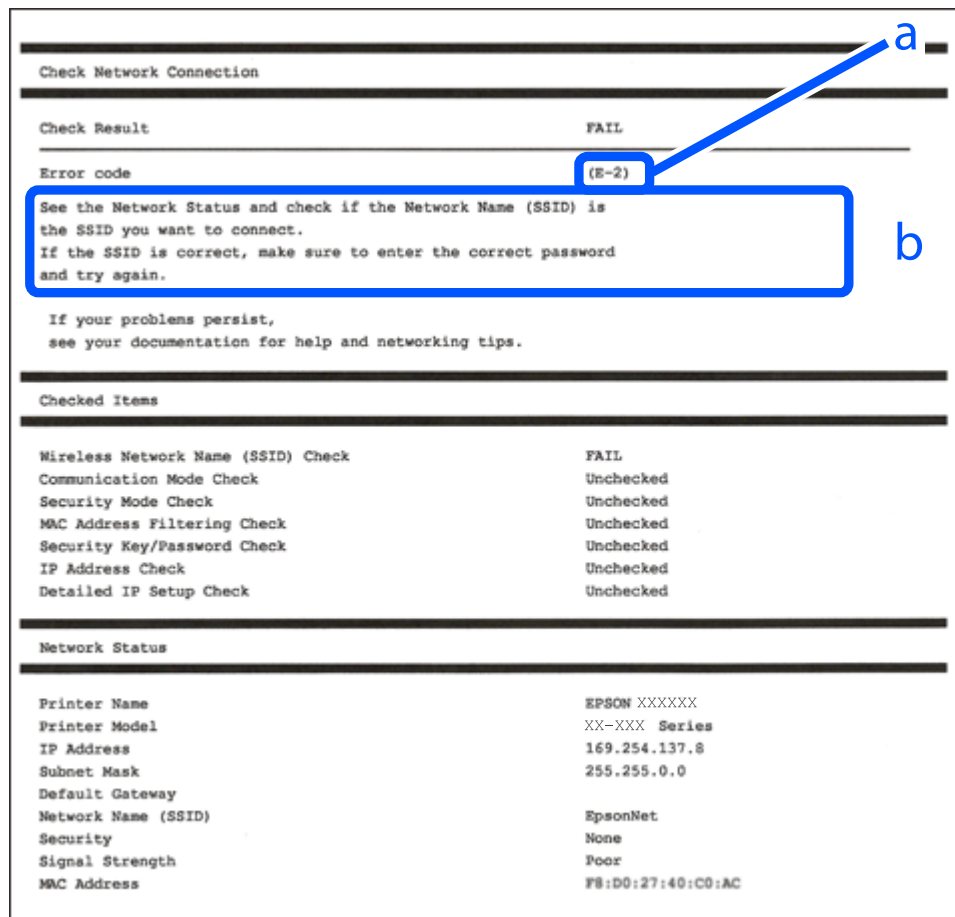 a
Check Network Connection
Check Result FAIL
Error code (E-2)
See the Network Status and check if the Network Name (SSID) is
the SSID you want to connect.
If the SSID is correct, make sure to enter the correct password
and try again.
b
If your problems persist,
see your documentation for help and networking tips.
Checked Items
Wireless Network Name (SSID) Check FAIL
Communication Mode Check Unchecked
Security Mode Check Unchecked
MAC Address Filtering Check Unchecked
Security Key/Password Check Unchecked
IP Address Check Unchecked
Detailed IP Setup Check Unchecked
Network Status
Printer Name EPSON XXXXXX
Printer Model XX-XXX Series
IP Address 169.254.137.8
Subnet Mask 255.255.0.0
Default Gateway
Network Name (SSID) EpsonNet
Security None
Signal Strength Poor
MAC Address F8:D0:27:40:C0:AC